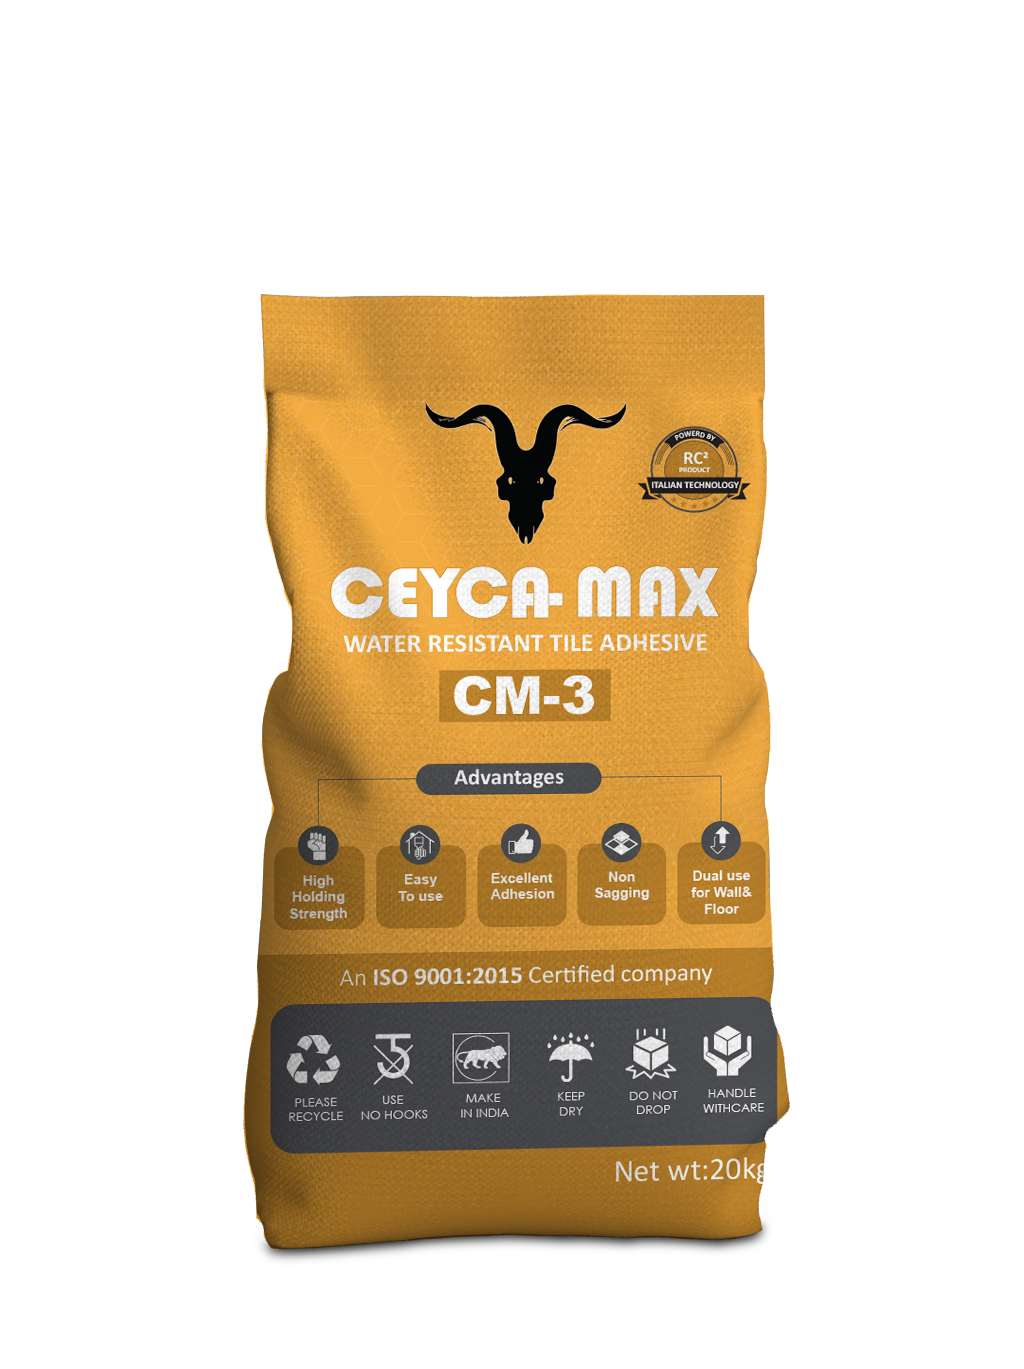 POWERD BY
RC²
PRODUCT
ITALIAN TECHNOLOGY
CEYCA-MAX
WATER RESISTANT TILE ADHESIVE
CM-3
Advantages
High
Holding
Strength
Easy
To use
Excellent
Adhesion
Non
Sagging
Dual use
for Wall&
Floor
An ISO 9001:2015 Certified company
PLEASE
RECYCLE
USE
NO HOOKS
MAKE
IN INDIA
KEEP
DRY
DO NOT
DROP
HANDLE
WITHCARE
Net wt:20kg